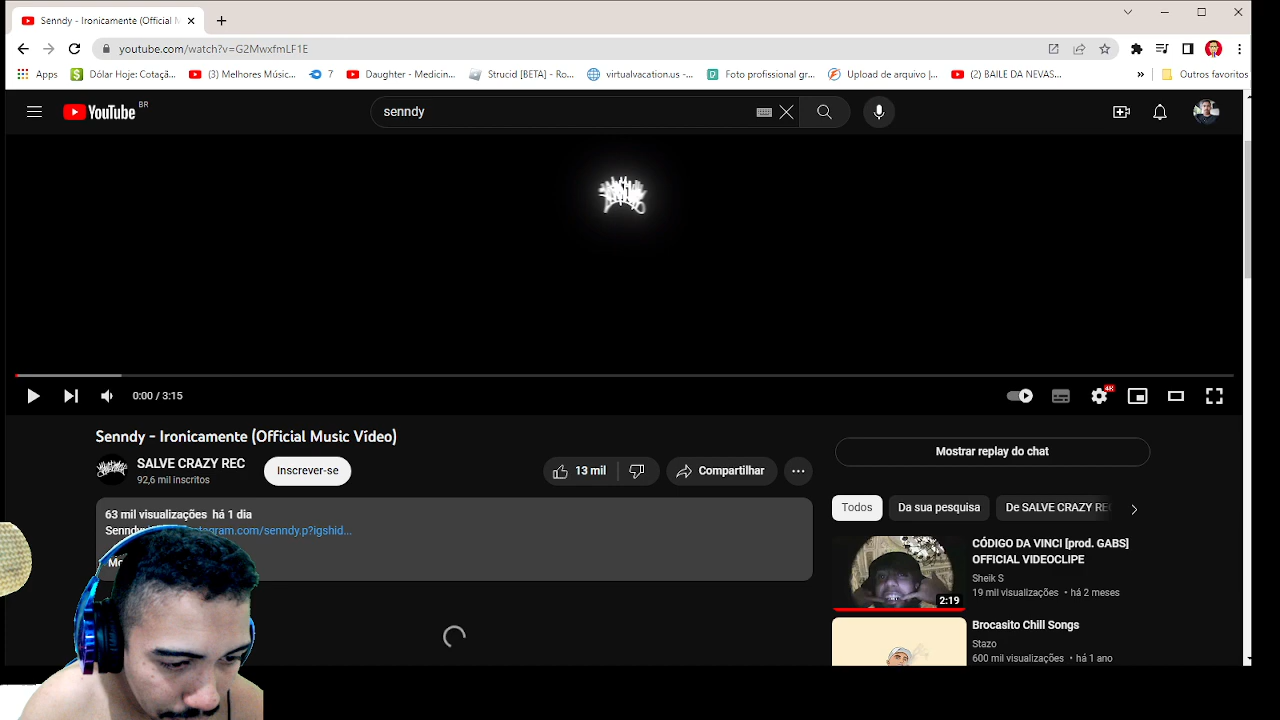 Senndy - Ironicamente (Official M
youtube.com/watch?v=G2MwxfmLF1E
Apps
Dólar Hoje: Cotaçã...
(3) Melhores Músic...
7
Daughter - Medicin...
Strucid [BETA] - Ro...
virtualvacation.us -...
Foto profissional gr...
Upload de arquivo |...
(2) BAILE DA NEVAS...
»
Outros favoritos
YouTube BR
senndy
4K
0:00 / 3:15
Senndy - Ironicamente (Official Music Vídeo)
SALVE CRAZY REC
92,6 mil inscritos
Inscrever-se
13 mil
Compartilhar
63 mil visualizações há 1 dia
Senndy
gram.com/senndy.p?igshid...
Mo
Mostrar replay do chat
Todos
Da sua pesquisa
De SALVE CRAZY REC
CÓDIGO DA VINCI [prod. GABS]
OFFICIAL VIDEOCLIPE
Sheik S
19 mil visualizações • há 2 meses
2:19
Brocasito Chill Songs
Stazo
600 mil visualizações • há 1 ano